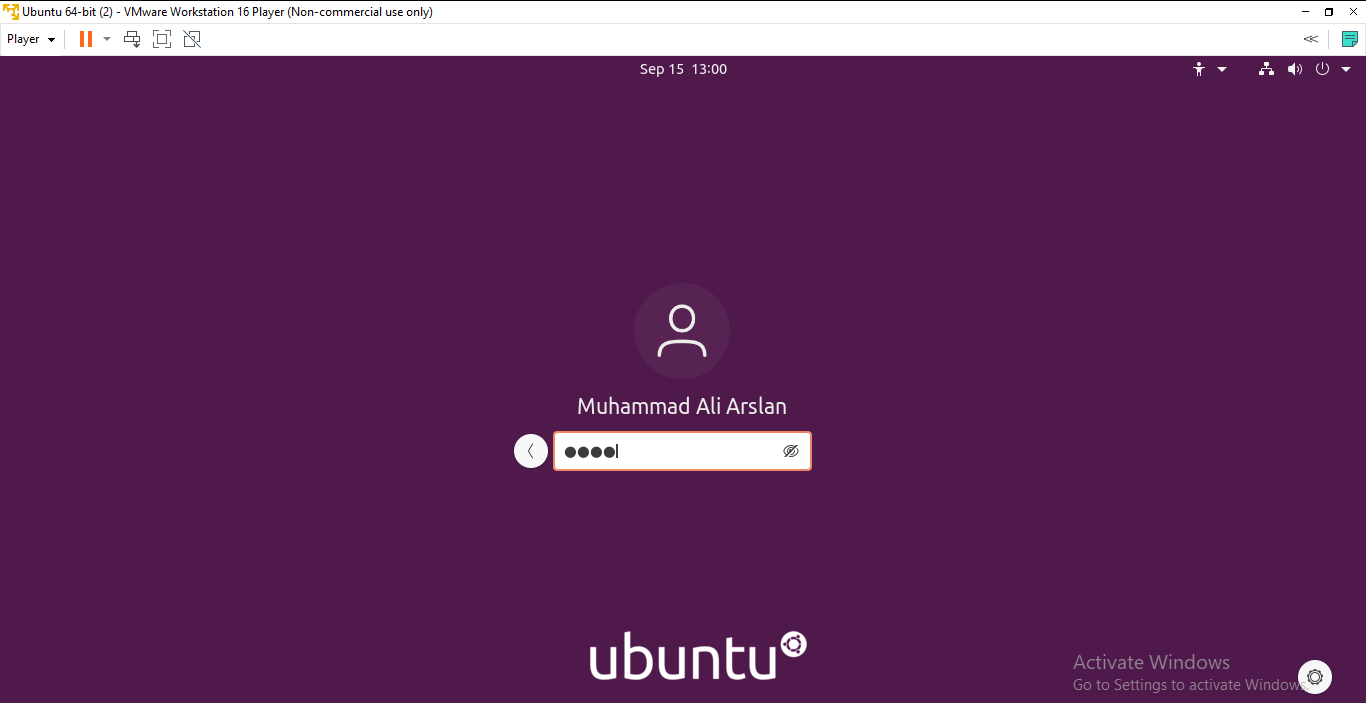 Ubuntu 64-bit (2) - VMware Workstation 16 Player (Non-commercial use only)
Player
Sep 15 13:00
Muhammad Ali Arslan
ubuntu
Activate Windows
Go to Settings to activate Windows.